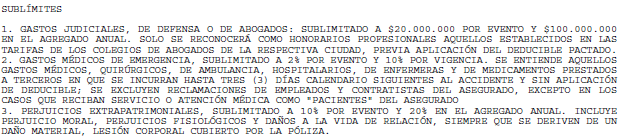 SUBLÍMITES
1. GASTOS JUDICIALES, DE DEFENSA O DE ABOGADOS: SUBLIMITADO A $20.000.000 POR EVENTO Y $100.000.000
EN EL AGREGADO ANUAL. SOLO SE RECONOCERÁ COMO HONORARIOS PROFESIONALES AQUELLOS ESTABLECIDOS EN LAS
TARIFAS DE LOS COLEGIOS DE ABOGADOS DE LA RESPECTIVA CIUDAD, PREVIA APLICACIÓN DEL DEDUCIBLE PACTADO.
2. GASTOS MÉDICOS DE EMERGENCIA, SUBLIMITADO A 2% POR EVENTO Y 10% POR VIGENCIA. SE ENTIENDE AQUELLOS
GASTOS MÉDICOS, QUIRÚRGICOS, DE AMBULANCIA, HOSPITALARIOS, DE ENFERMERAS Y DE MEDICAMENTOS PRESTADOS
A TERCEROS EN QUE SE INCURRAN HASTA TRES (3) DÍAS CALENDARIO SIGUIENTES AL ACCIDENTE Y SIN APLICACIÓN
DE DEDUCIBLE; SE EXCLUYEN RECLAMACIONES DE EMPLEADOS Y CONTRATISTAS DEL ASEGURADO, EXCEPTO EN LOS
CASOS QUE RECIBAN SERVICIO O ATENCIÓN MÉDICA COMO "PACIENTES" DEL ASEGURADO
3. PERJUICIOS EXTRAPATRIMONIALES, SUBLIMITADO A 10% POR EVENTO Y 20% EN EL AGREGADO ANUAL. INCLUYE
PERJUICIO MORAL, PERJUICIOS FISIOLÓGICOS Y DAÑOS A LA VIDA DE RELACIÓN, SIEMPRE QUE SE DERIVEN DE UN
DAÑO MATERIAL, LESIÓN CORPORAL CUBIERTO POR LA PÓLIZA.